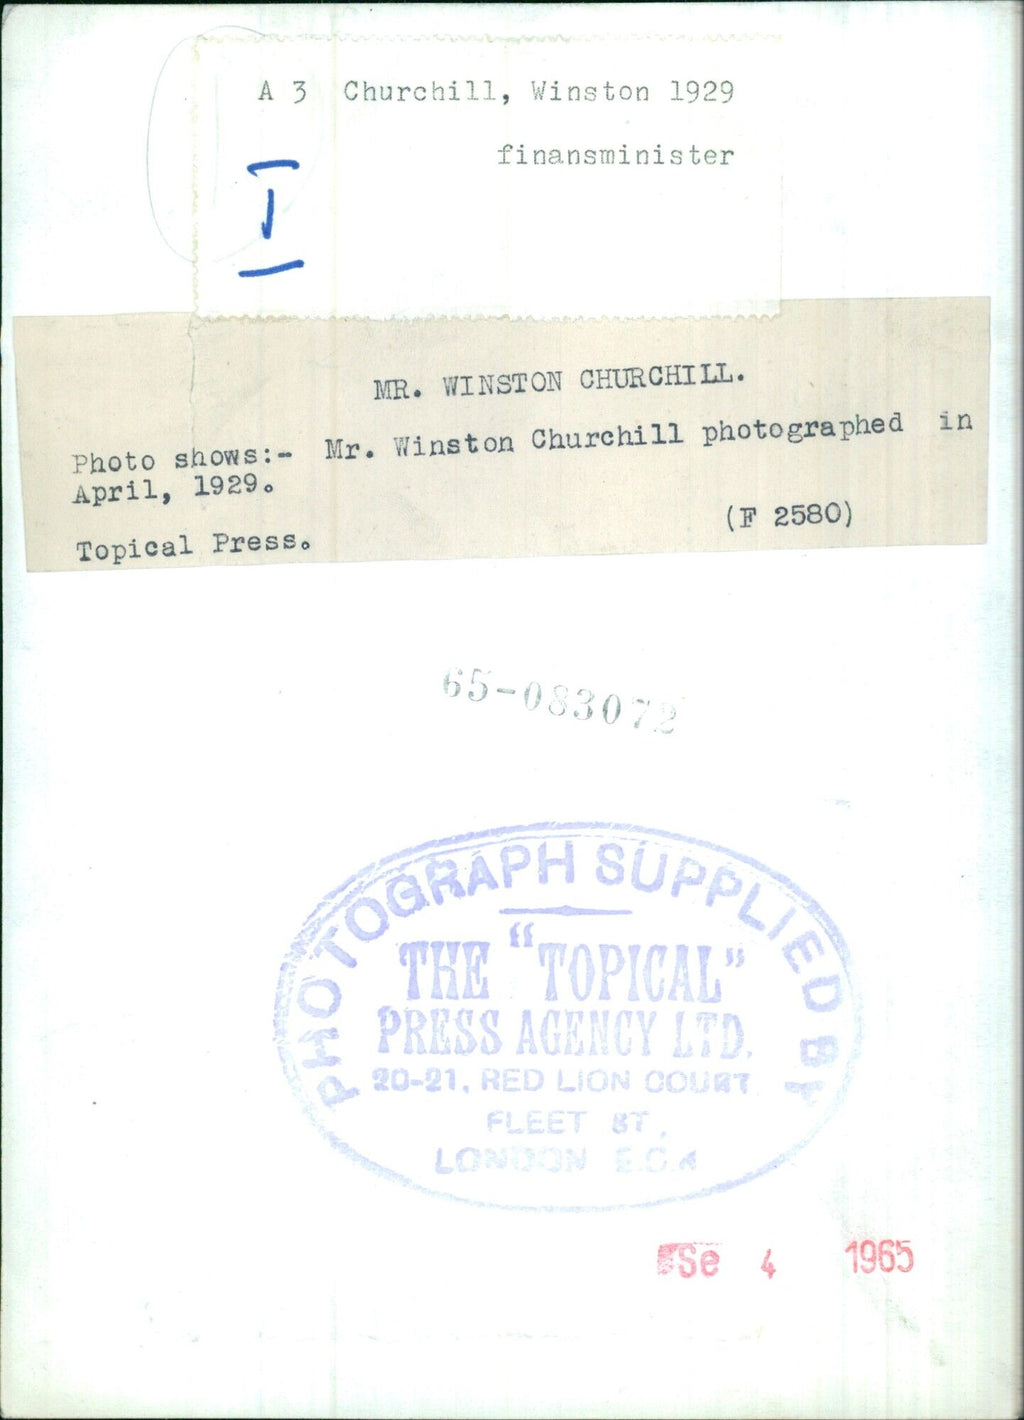 A 3 Churchill, Winston 1929
finansminister
I
MR. WINSTON CHURCHILL.
Photo shows:- Mr. Winston Churchill photographed in
April, 1929.
(F 2580)
Topical Press.
65-083072
PHOTOGRAPH SUPPLIED BY
THE "TOPICAL"
PRESS AGENCY LTD.
20-21, RED LION COURT
FLEET ST,
LONDON E.C.4
Se 4 1965